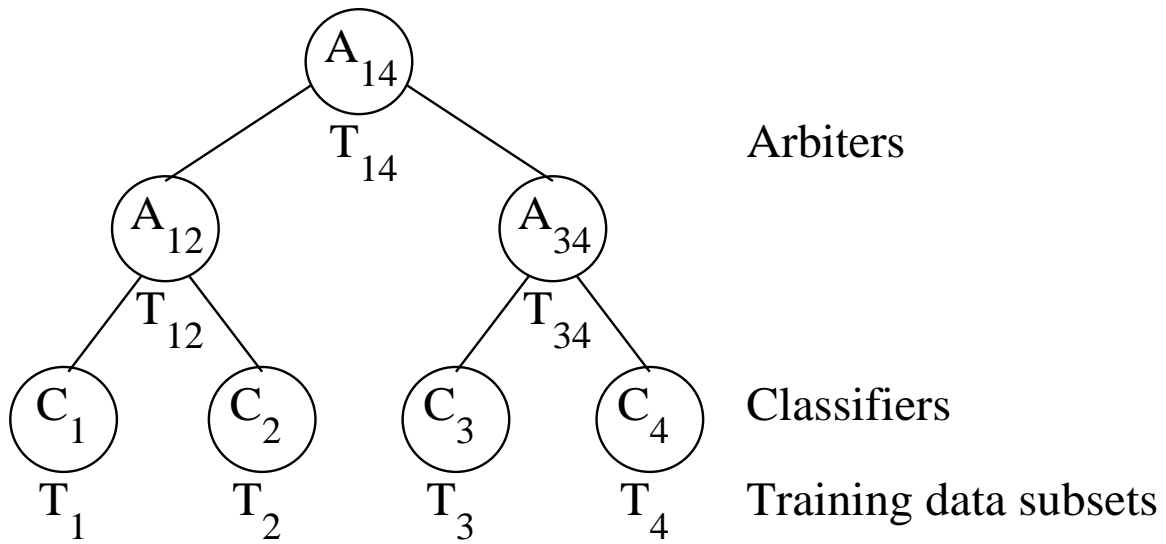 A₁₄
T₁₄
Arbiters
A₁₂ A₃₄
T₁₂ T₃₄
C₁ C₂ C₃ C₄ Classifiers
T₁ T₂ T₃ T₄ Training data subsets